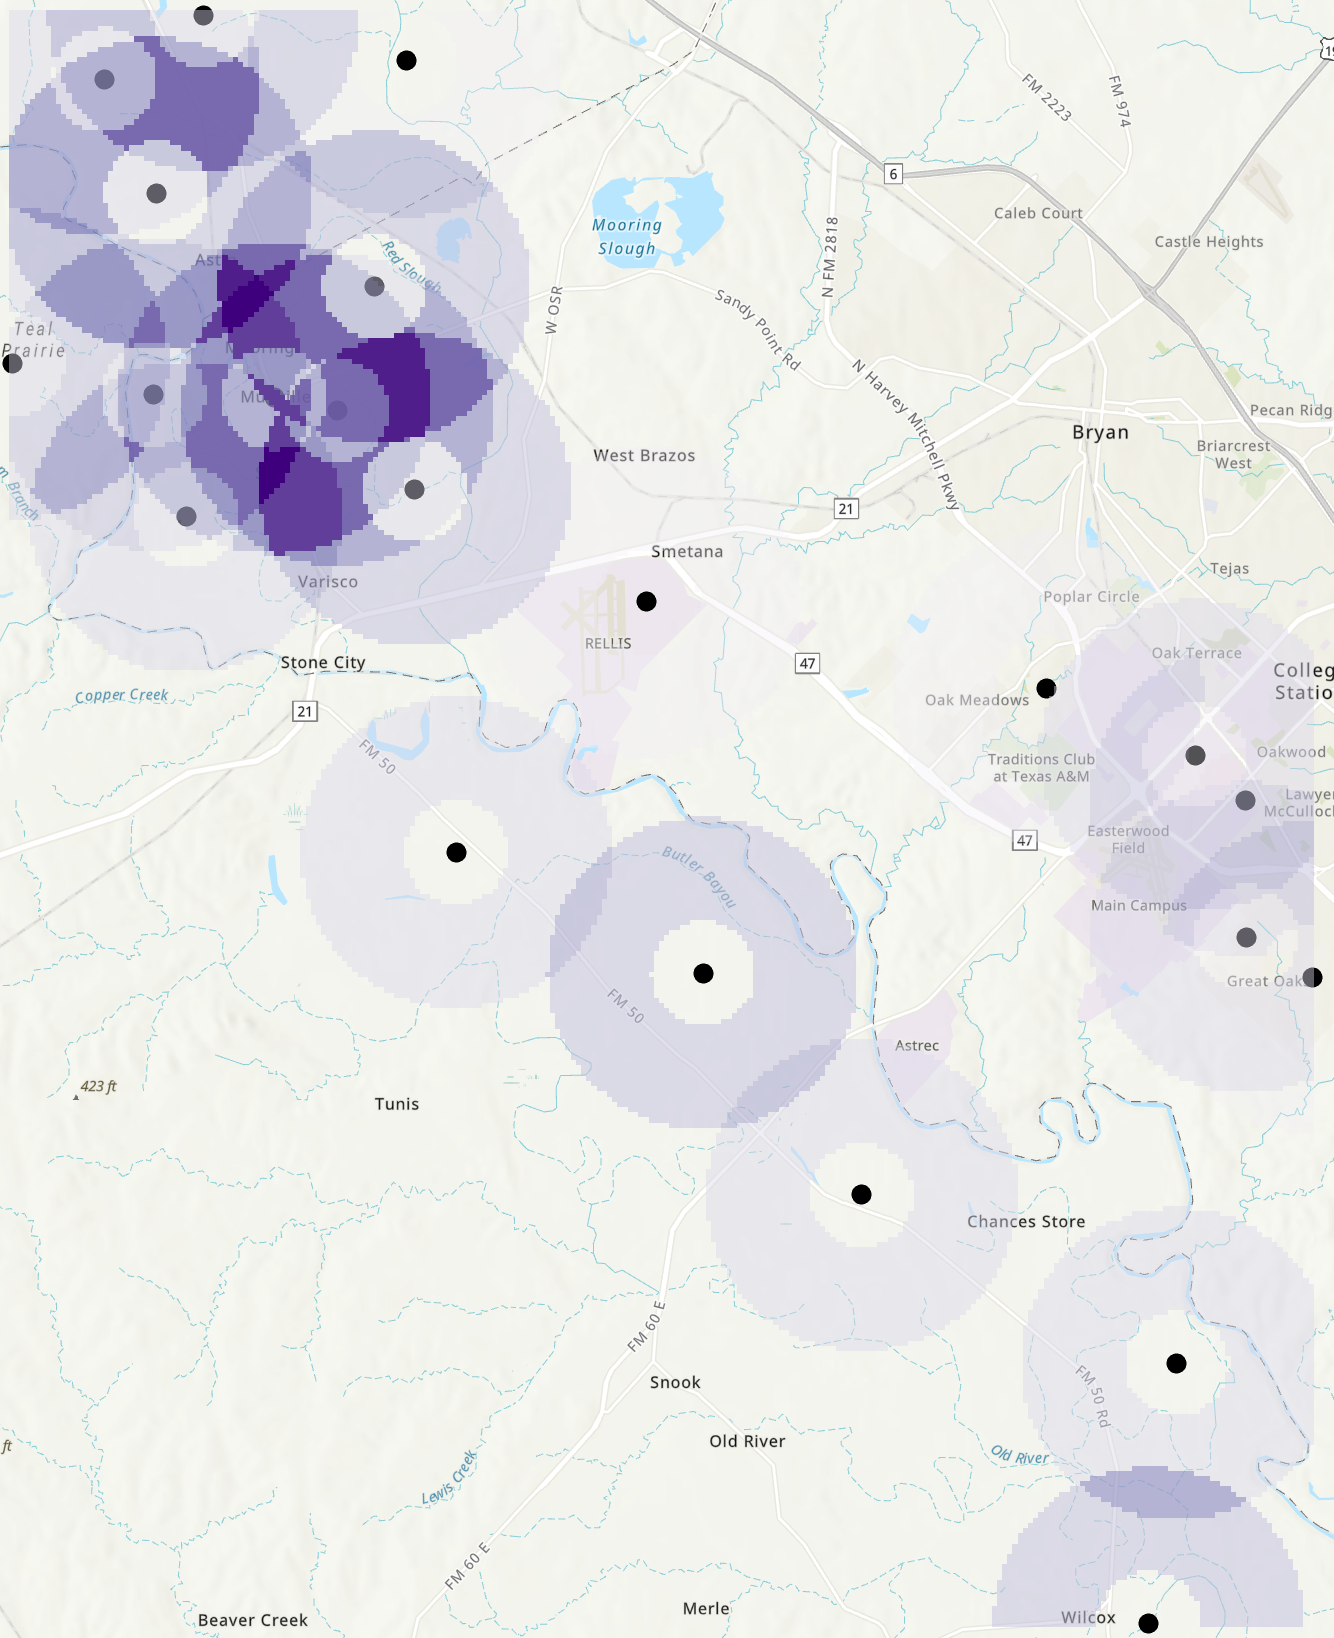 19
FM 2223
FM 974
6
Mooring
Slough
Caleb Court
Castle Heights
Red Slough
N FM 2818
W OSR
Sandy Point Rd
Teal
Prairie
Mooring
N Harvey Mitchell Pkwy
Pecan Ridg
Bryan
Briarcrest
West
West Brazos
Branch
21
Smetana
Tejas
Varisco
Poplar Circle
RELLIS
Oak Terrace
Stone City
47
Colleg
Statio
Copper Creek
Oak Meadows
21
FM 50
Traditions Club
at Texas A&M
Oakwood
Lawyer
McCulloch
Easterwood
Field
47
Butler Bayou
Main Campus
Great Oaks
FM 50
Astrec
423 ft
Tunis
Chances Store
FM 60 E
Snook
FM 50 Rd
Old River
ft
Old River
Lewis Creek
FM 60 E
Merle
Wilcox
Beaver Creek